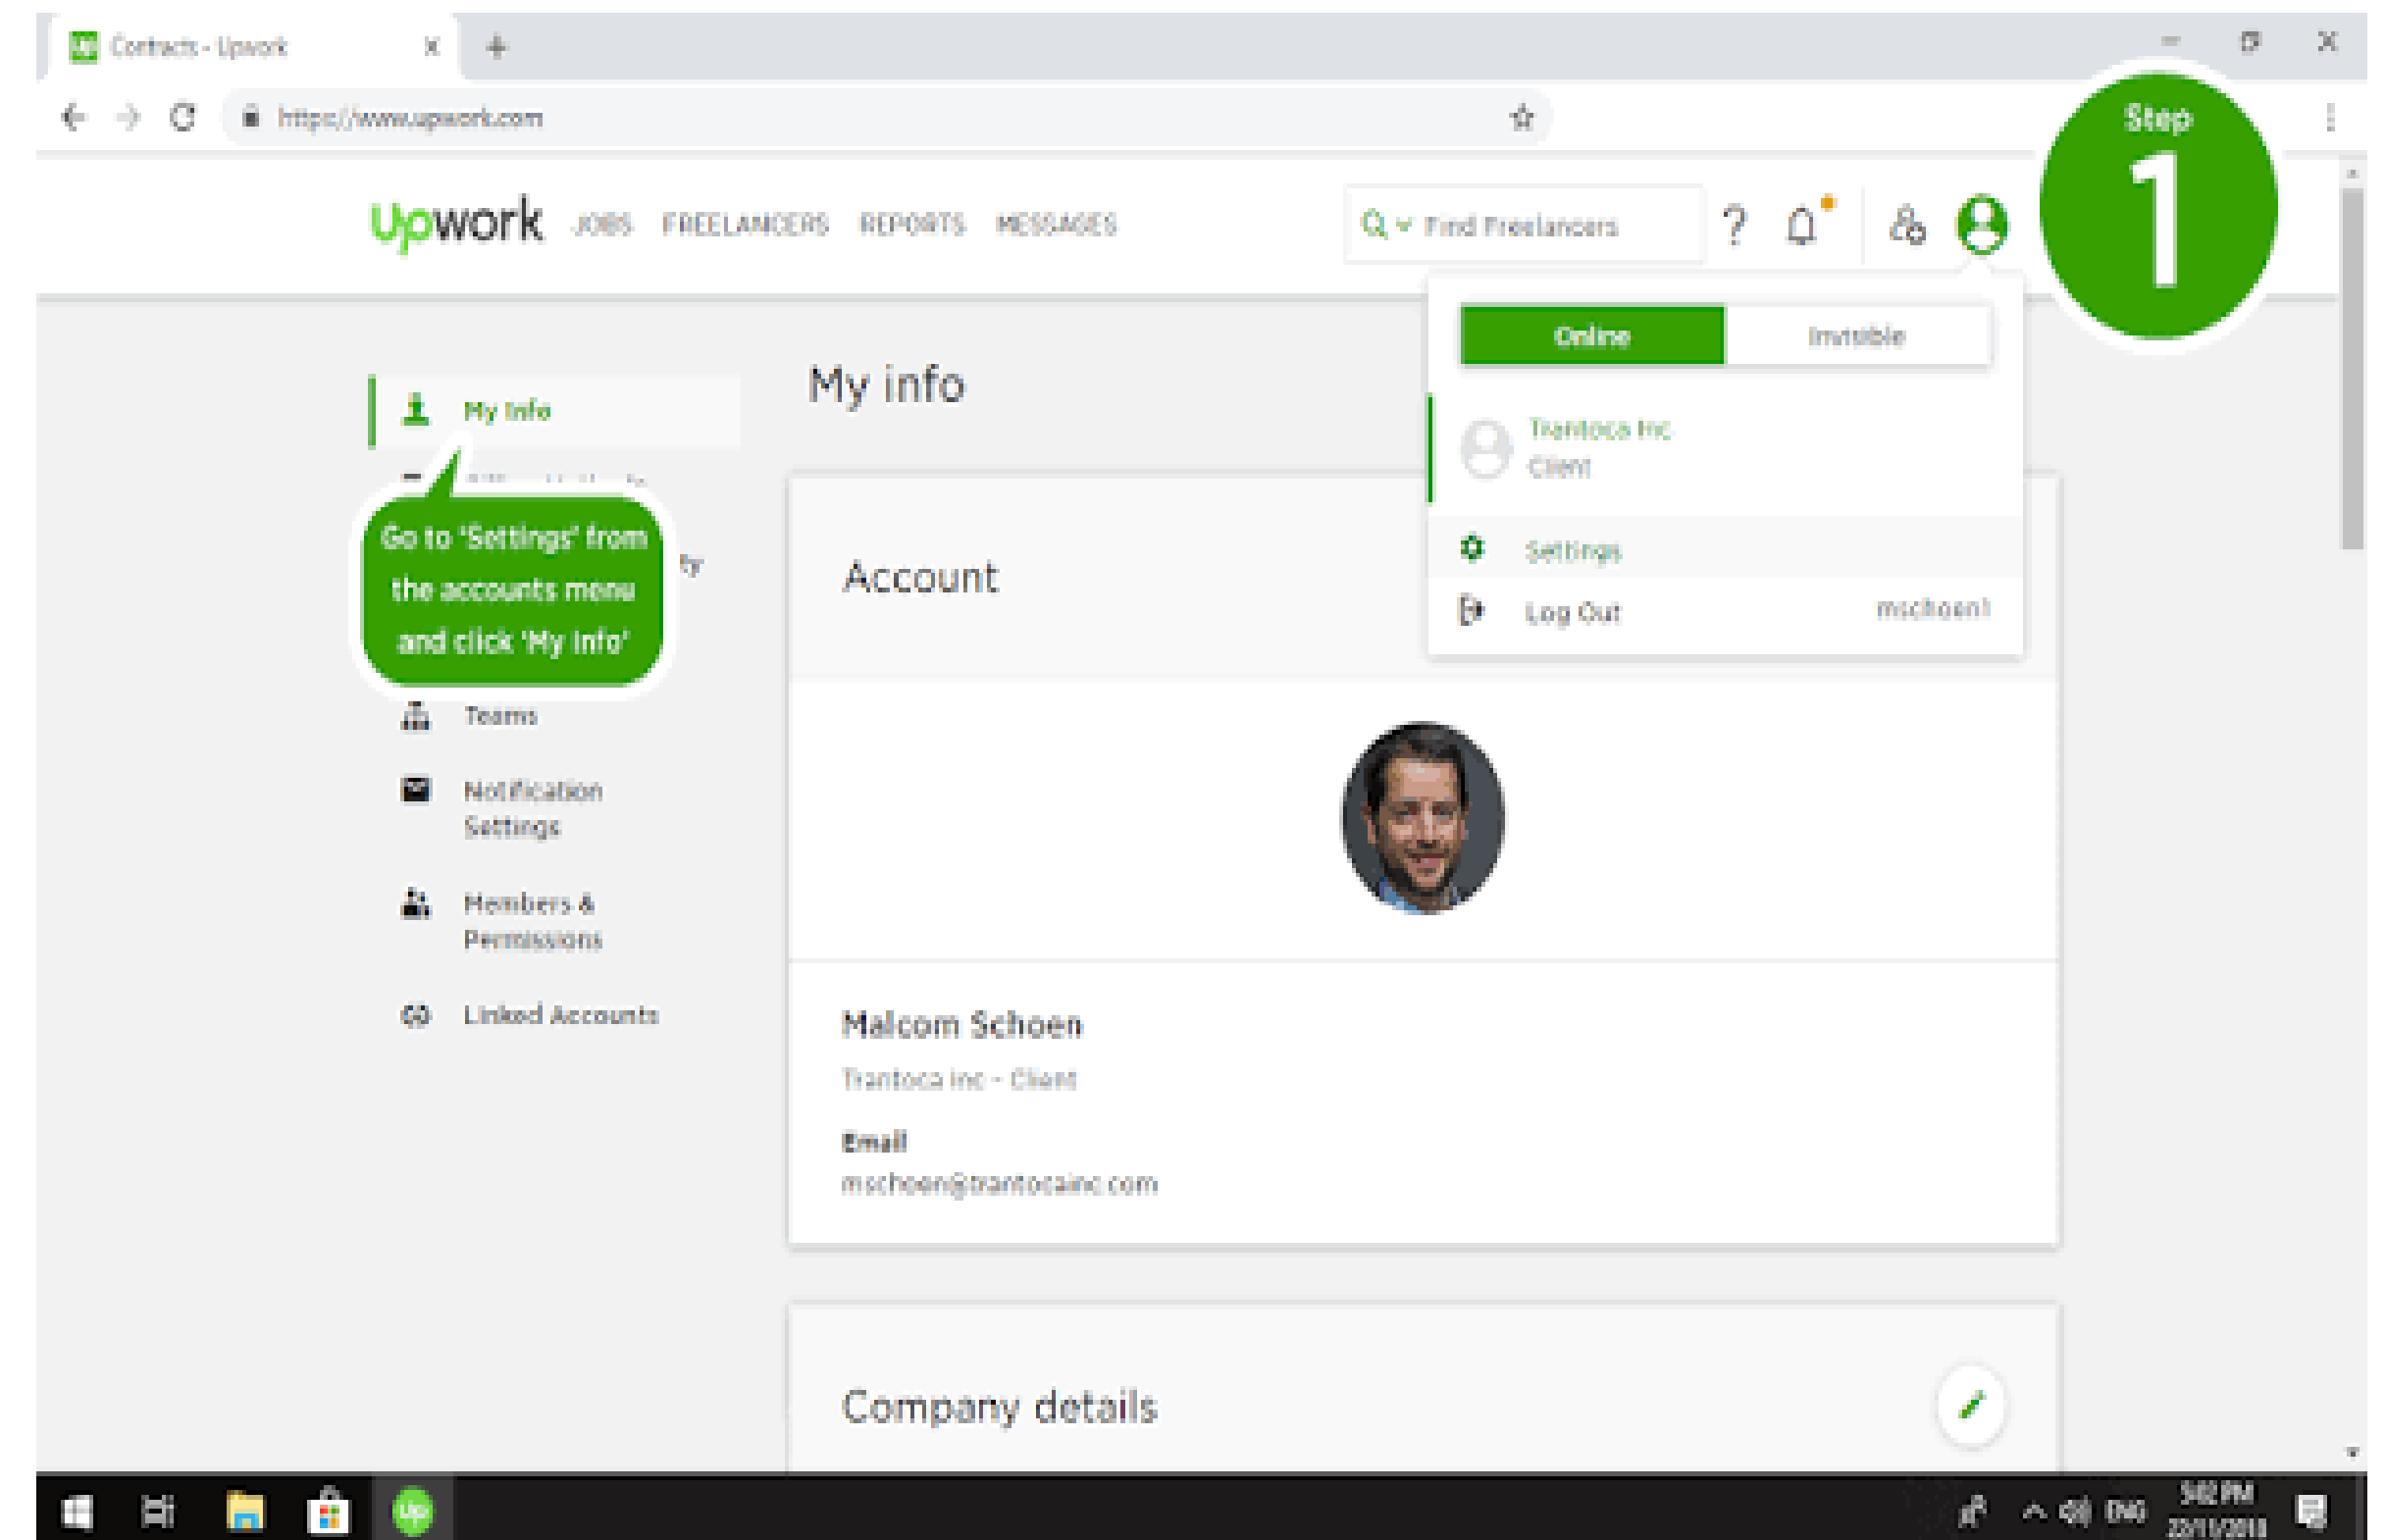 Contracts - Upwork
https://www.upwork.com
Step
1
Upwork JOBS FREELANCERS REPORTS MESSAGES
Find Freelancers
Online Invisible
My Info
My info
Trantoca Inc
Client
Go to 'Settings' from
the accounts menu
and click 'My Info'
ty
Settings
Account
Log Out mschoen1
Teams
Notification
Settings
Members &
Permissions
Linked Accounts
Malcom Schoen
Trantoca Inc - Client
Email
mschoen@trantocainc.com
Company details
Up
ENG
5:02 PM